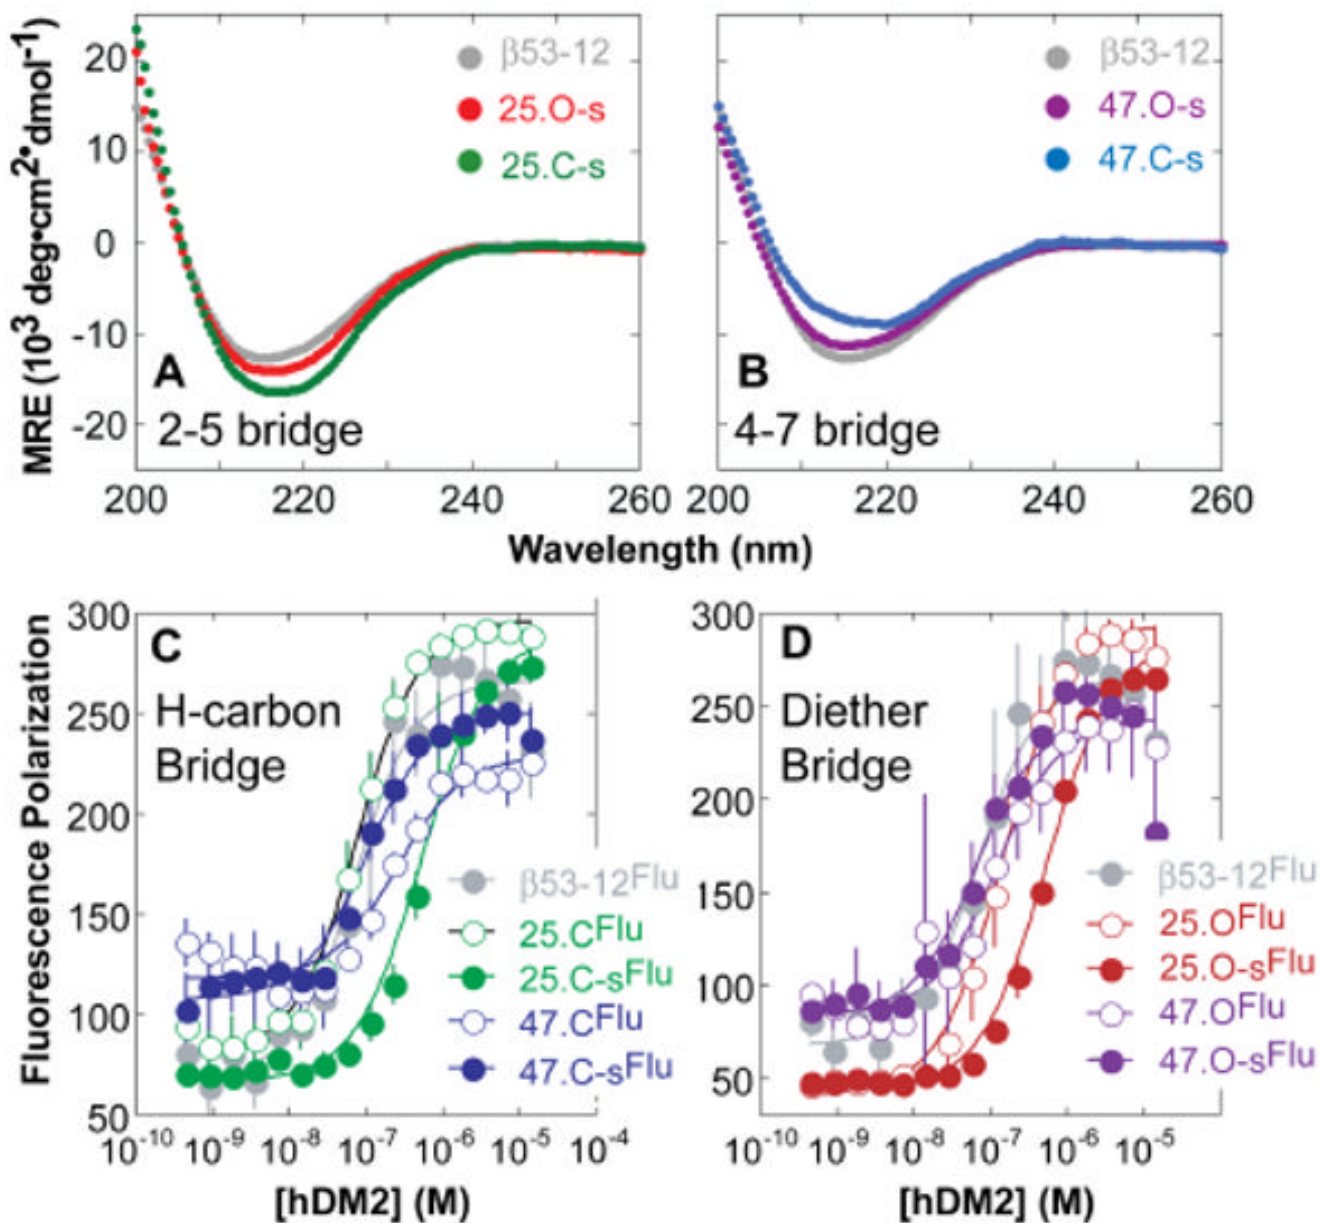 MRE (10³ deg•cm²•dmol⁻¹)
20
10
0
-10
-20
β53-12
25.O-s
25.C-s
A
2-5 bridge
200
220
240
260
β53-12
47.O-s
47.C-s
B
4-7 bridge
200
220
240
260
Wavelength (nm)
Fluorescence Polarization
300
250
200
150
100
50
C
H-carbon
Bridge
β53-12Flu
25.CFlu
25.C-sFlu
47.CFlu
47.C-sFlu
10⁻¹⁰
10⁻⁹
10⁻⁸
10⁻⁷
10⁻⁶
10⁻⁵
10⁻⁴
[hDM2] (M)
300
250
200
150
100
50
D
Diether
Bridge
β53-12Flu
25.OFlu
25.O-sFlu
47.OFlu
47.O-sFlu
10⁻¹⁰
10⁻⁹
10⁻⁸
10⁻⁷
10⁻⁶
10⁻⁵
[hDM2] (M)